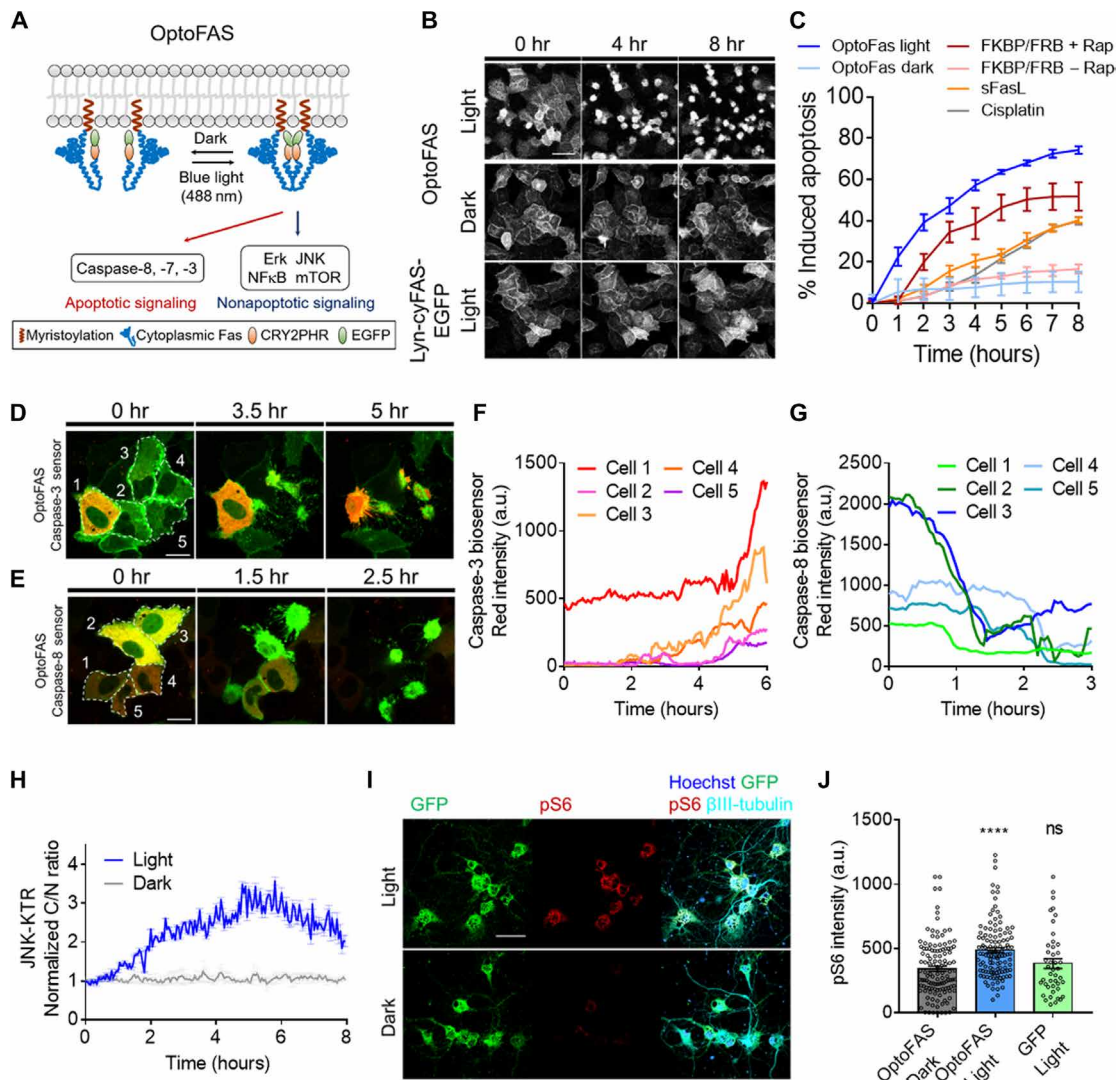 A
OptoFAS
Dark
Blue light
(488 nm)
Caspase-8, -7, -3
Erk JNK
NFκB mTOR
Apoptotic signaling
Nonapoptotic signaling
Myristoylation
Cytoplasmic Fas
CRY2PHR
EGFP
B
0 hr
4 hr
8 hr
OptoFAS
Light
Dark
Lyn-cyFAS-
EGFP
Light
C
OptoFas light
OptoFas dark
FKBP/FRB + Rap
FKBP/FRB – Rap
sFasL
Cisplatin
% Induced apoptosis
100
80
60
40
20
0
0 1 2 3 4 5 6 7 8
Time (hours)
D
0 hr
3.5 hr
5 hr
OptoFAS
Caspase-3 sensor
1
2
3
4
5
E
0 hr
1.5 hr
2.5 hr
OptoFAS
Caspase-8 sensor
1
2
3
4
5
F
Cell 1
Cell 2
Cell 3
Cell 4
Cell 5
Caspase-3 biosensor
Red intensity (a.u.)
1500
1000
500
0
0 2 4 6
Time (hours)
G
Cell 1
Cell 2
Cell 3
Cell 4
Cell 5
Caspase-8 biosensor
Red intensity (a.u.)
2500
2000
1500
1000
500
0
0 1 2 3
Time (hours)
H
Light
Dark
JNK-KTR
Normalized C/N ratio
4
3
2
1
0
0 2 4 6 8
Time (hours)
I
GFP
pS6
Hoechst GFP
pS6 βIII-tubulin
Light
Dark
J
pS6 intensity (a.u.)
1500
1000
500
0
****
ns
OptoFAS
Dark
OptoFAS
Light
GFP
Light